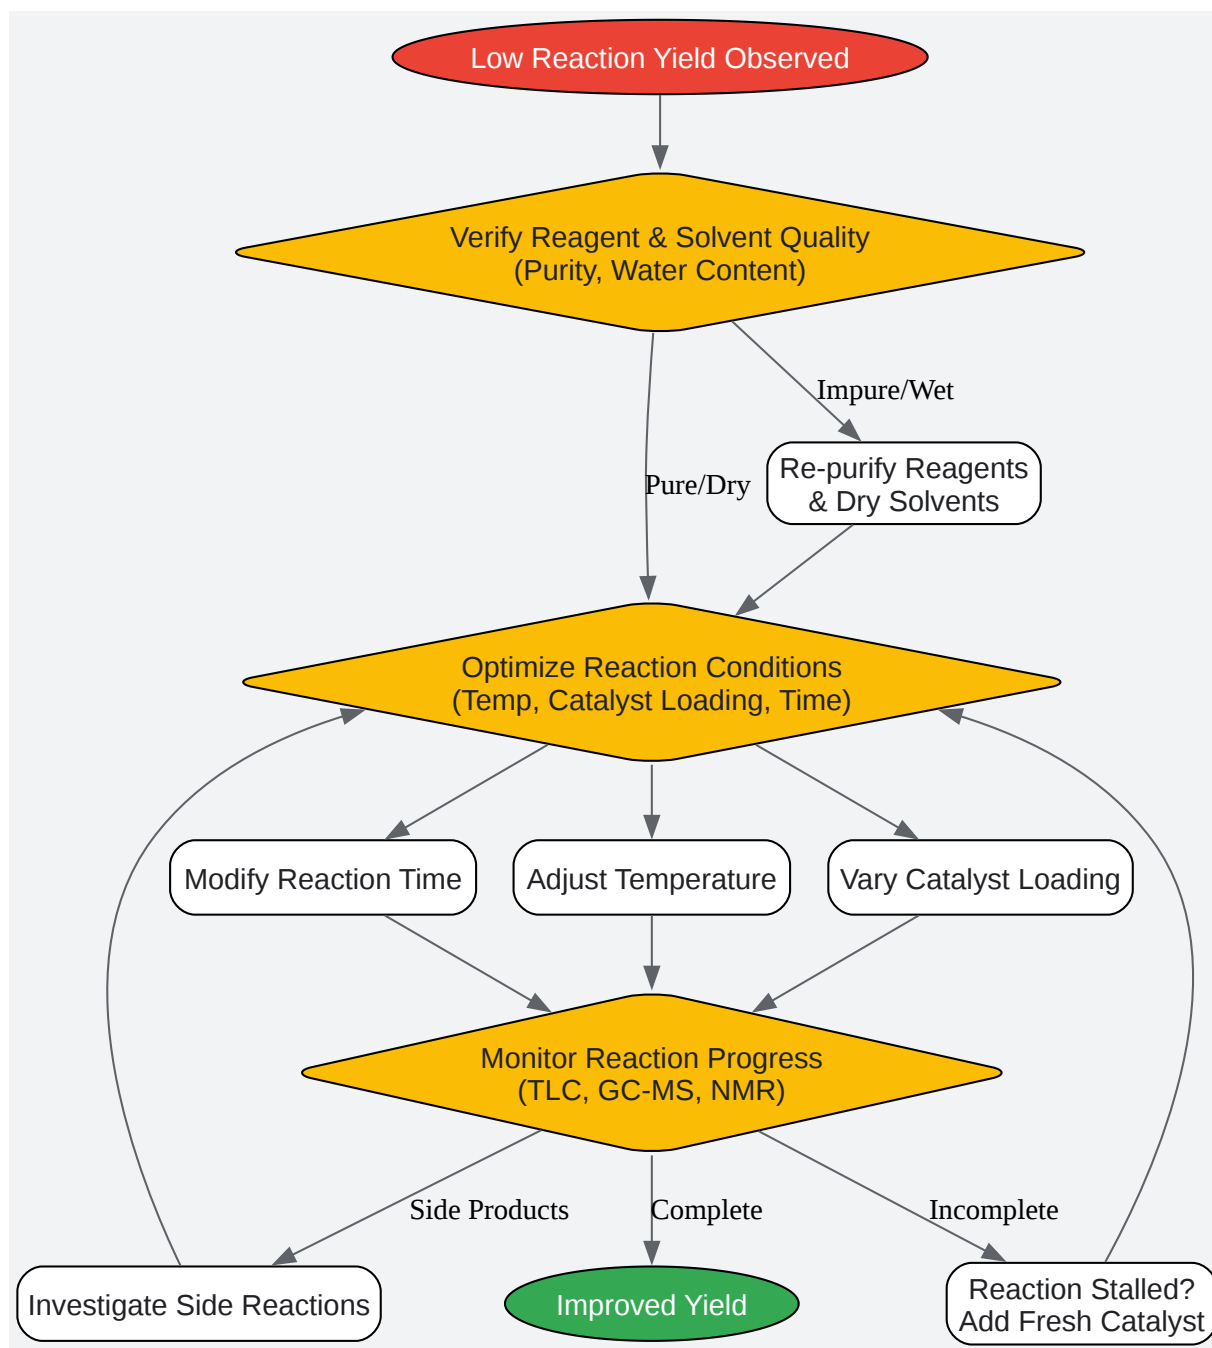 Low Reaction Yield Observed
Verify Reagent & Solvent Quality
(Purity, Water Content)
Impure/Wet
Pure/Dry
Re-purify Reagents
& Dry Solvents
Optimize Reaction Conditions
(Temp, Catalyst Loading, Time)
Modify Reaction Time
Adjust Temperature
Vary Catalyst Loading
Monitor Reaction Progress
(TLC, GC-MS, NMR)
Side Products
Complete
Incomplete
Investigate Side Reactions
Improved Yield
Reaction Stalled?
Add Fresh Catalyst